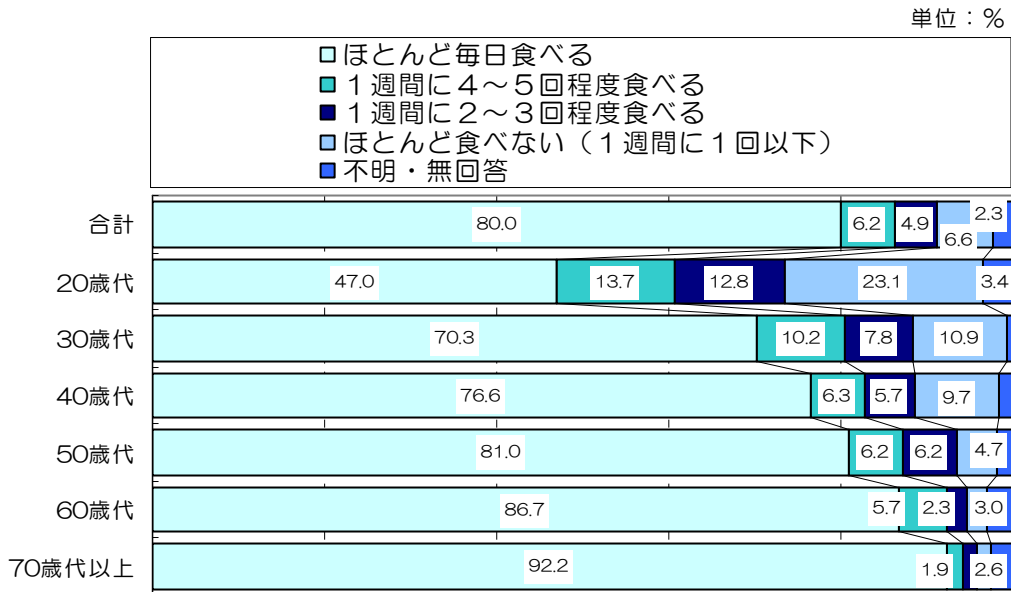 単位：％
ほとんど毎日食べる
１週間に４～５回程度食べる
１週間に２～３回程度食べる
ほとんど食べない（１週間に１回以下）
不明・無回答
合計 80.0 6.2 4.9 6.6 2.3
20歳代 47.0 13.7 12.8 23.1 3.4
30歳代 70.3 10.2 7.8 10.9
40歳代 76.6 6.3 5.7 9.7
50歳代 81.0 6.2 6.2 4.7
60歳代 86.7 5.7 2.3 3.0
70歳代以上 92.2 1.9 2.6